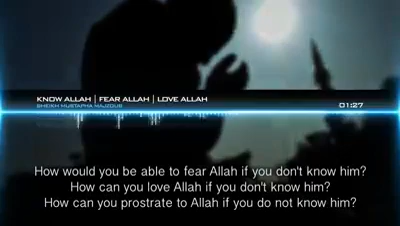 KNOW ALLAH | FEAR ALLAH | LOVE ALLAH
SHEIKH MUSTAPHA MAJZOUB
01:27
How would you be able to fear Allah if you don't know him?
How can you love Allah if you don't know him?
How can you prostrate to Allah if you do not know him?